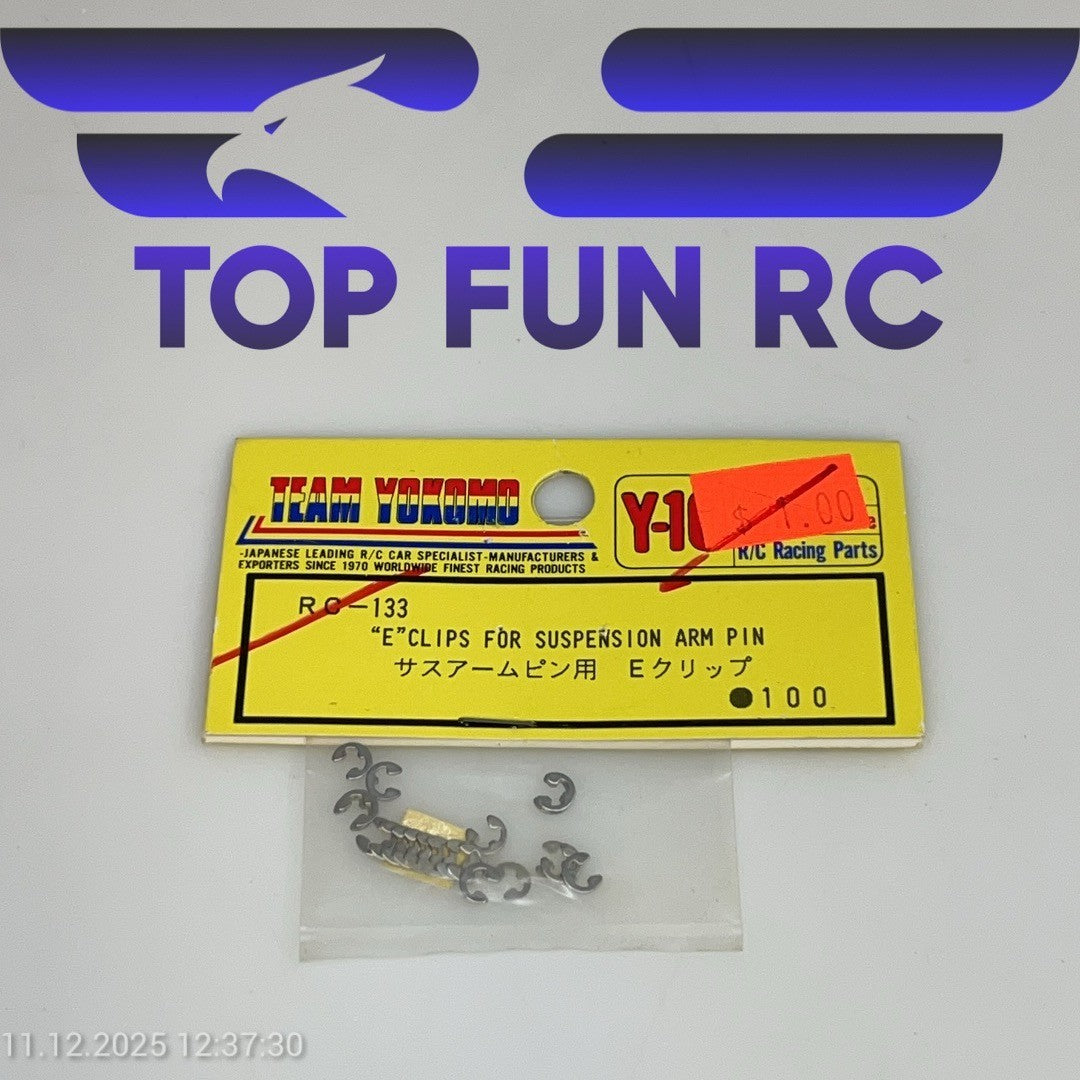 TOP FUN RC
TEAM YOKOMO
-JAPANESE LEADING R/C CAR SPECIALIST-MANUFACTURERS &
EXPORTERS SINCE 1970 WORLDWIDE FINEST RACING PRODUCTS
$ 1.00
R/C Racing Parts
RC-133
"E"CLIPS FOR SUSPENSION ARM PIN
サスアームピン用 Eクリップ
●100
11.12.2025 12:37:30